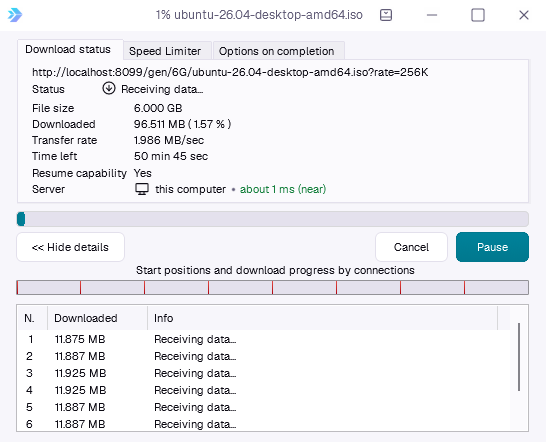 1% ubuntu-26.04-desktop-amd64.iso
Download status Speed Limiter Options on completion
http://localhost:8099/gen/6G/ubuntu-26.04-desktop-amd64.iso?rate=256K
Status Receiving data...
File size 6.000 GB
Downloaded 96.511 MB ( 1.57 % )
Transfer rate 1.986 MB/sec
Time left 50 min 45 sec
Resume capability Yes
Server this computer • about 1 ms (near)
<< Hide details Cancel Pause
Start positions and download progress by connections
N. Downloaded Info
1 11.875 MB Receiving data...
2 11.887 MB Receiving data...
3 11.925 MB Receiving data...
4 11.925 MB Receiving data...
5 11.887 MB Receiving data...
6 11.887 MB Receiving data...